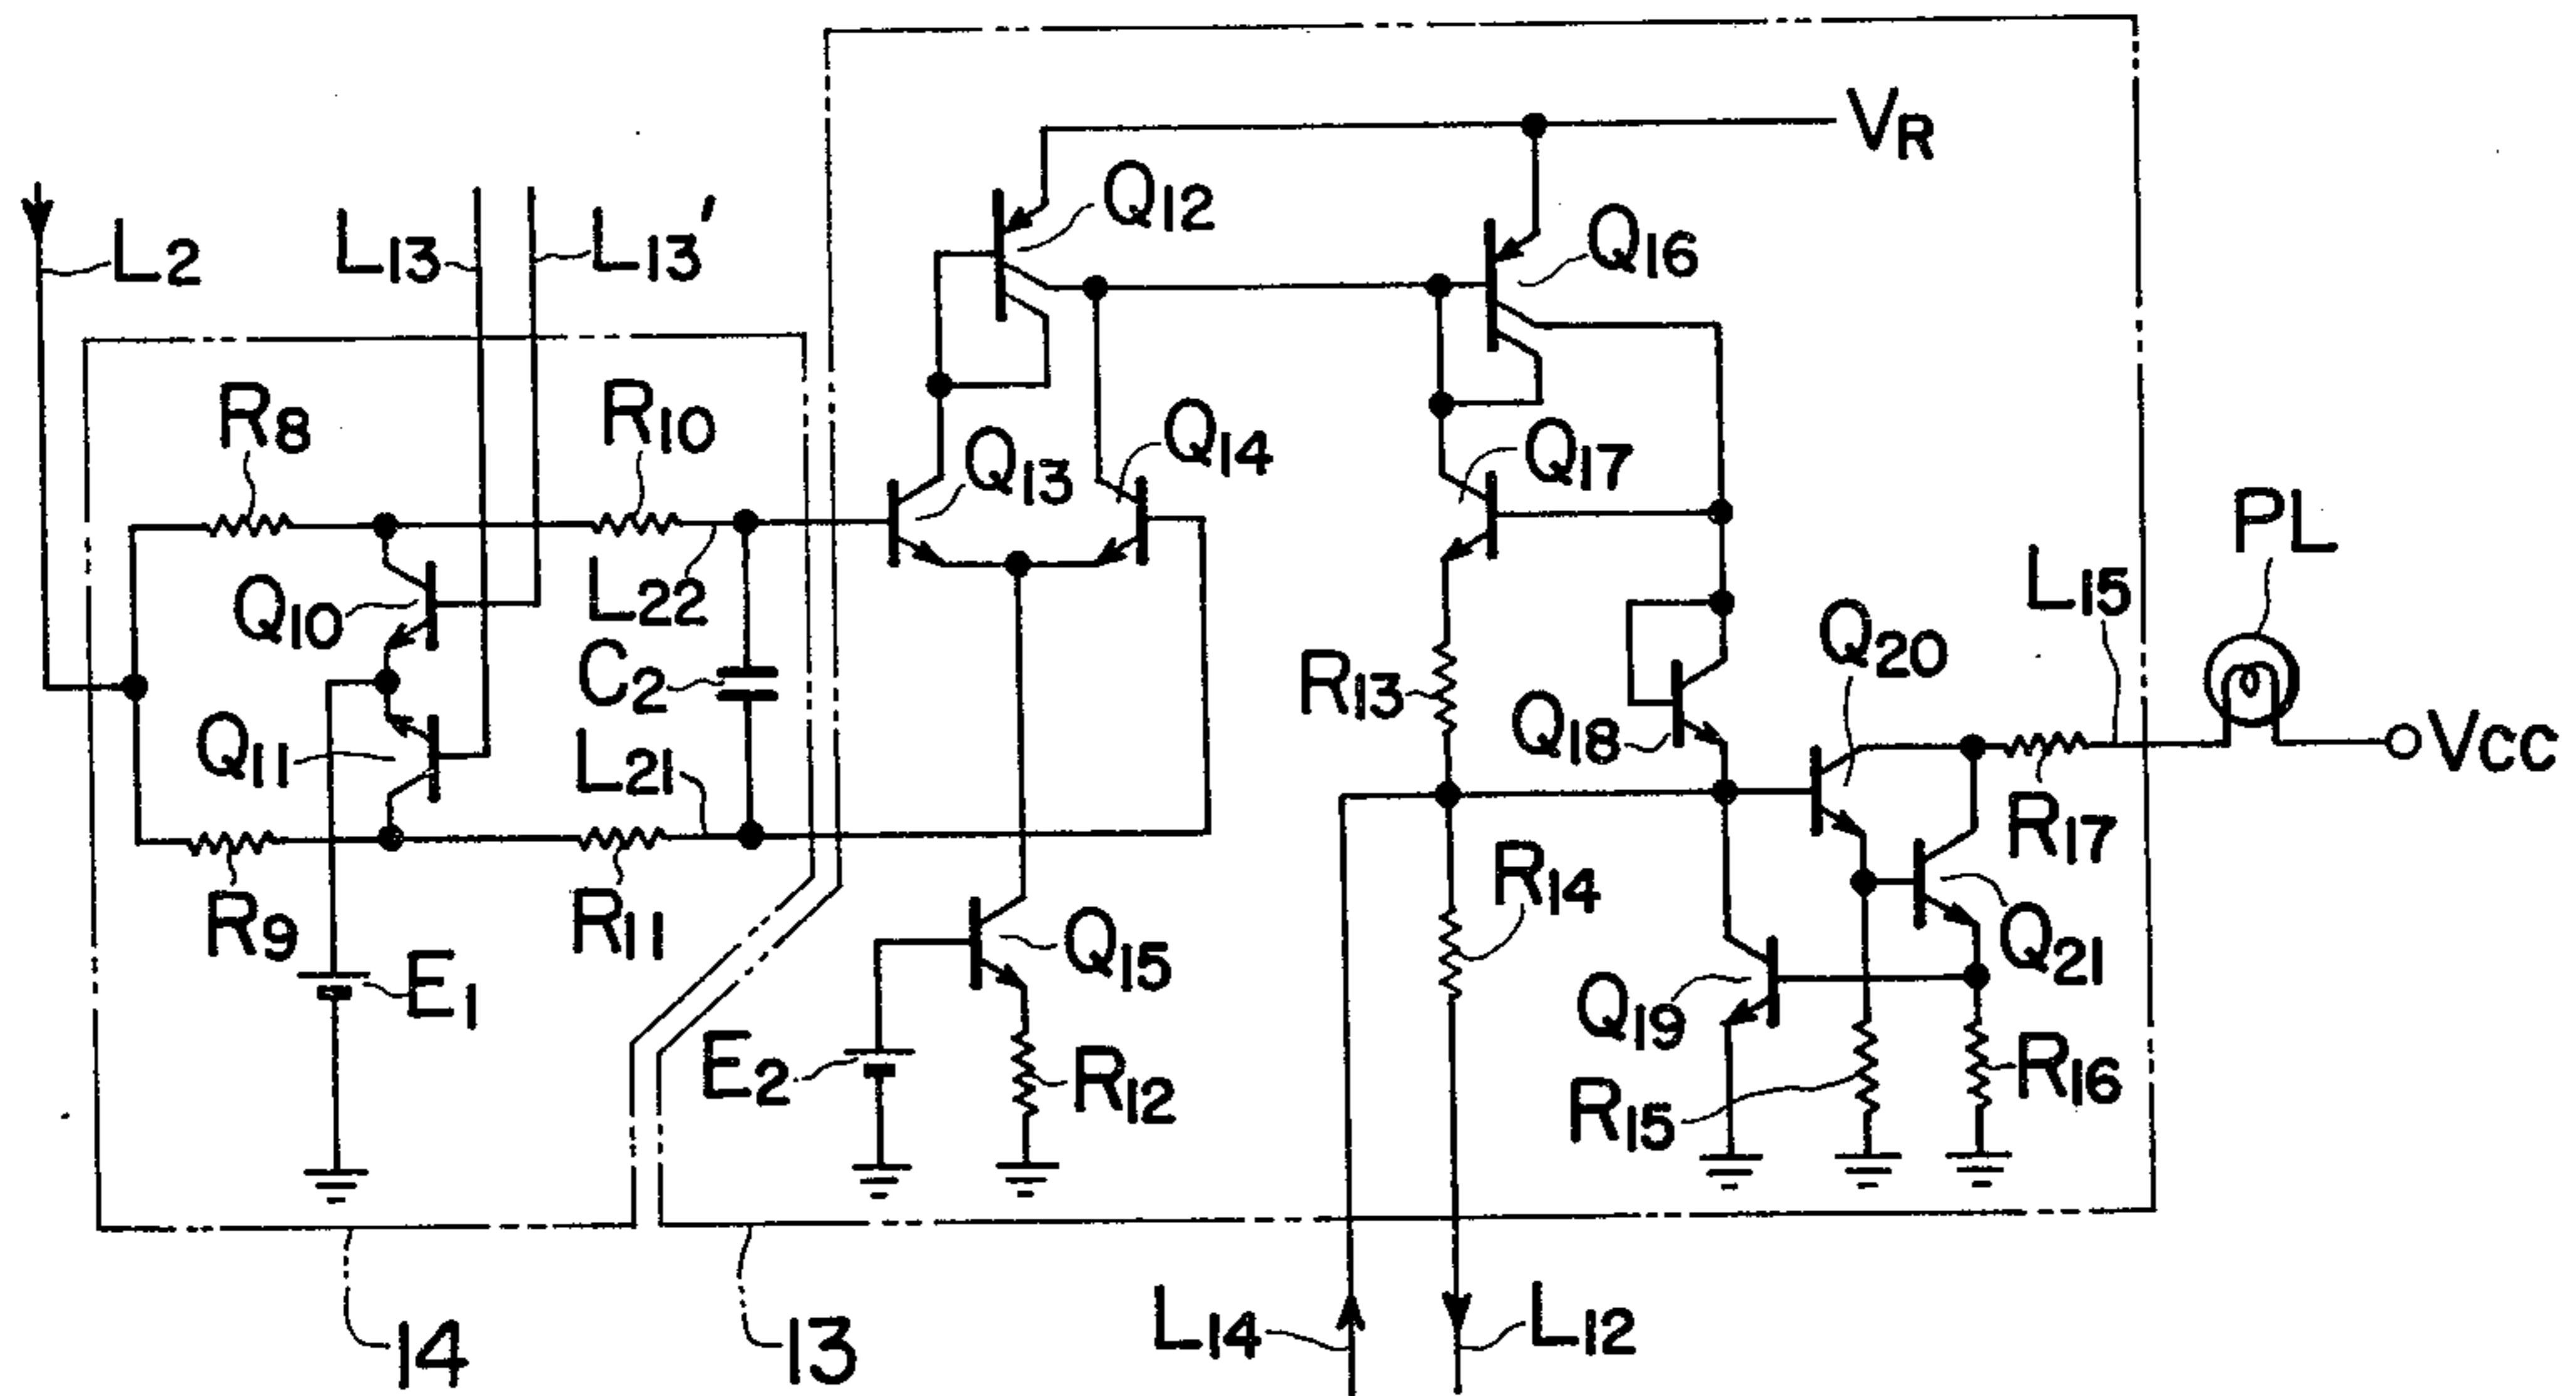 VR
Q12
Q16
L2
L13
L13'
R8
R10
Q13
Q14
Q17
PL
L15
Q10
L22
C2
Q20
R13
Q18
Q11
L21
VCC
R17
R14
R9
R11
E1
Q15
Q21
Q19
E2
R12
R15
R16
L14
L12
14
13